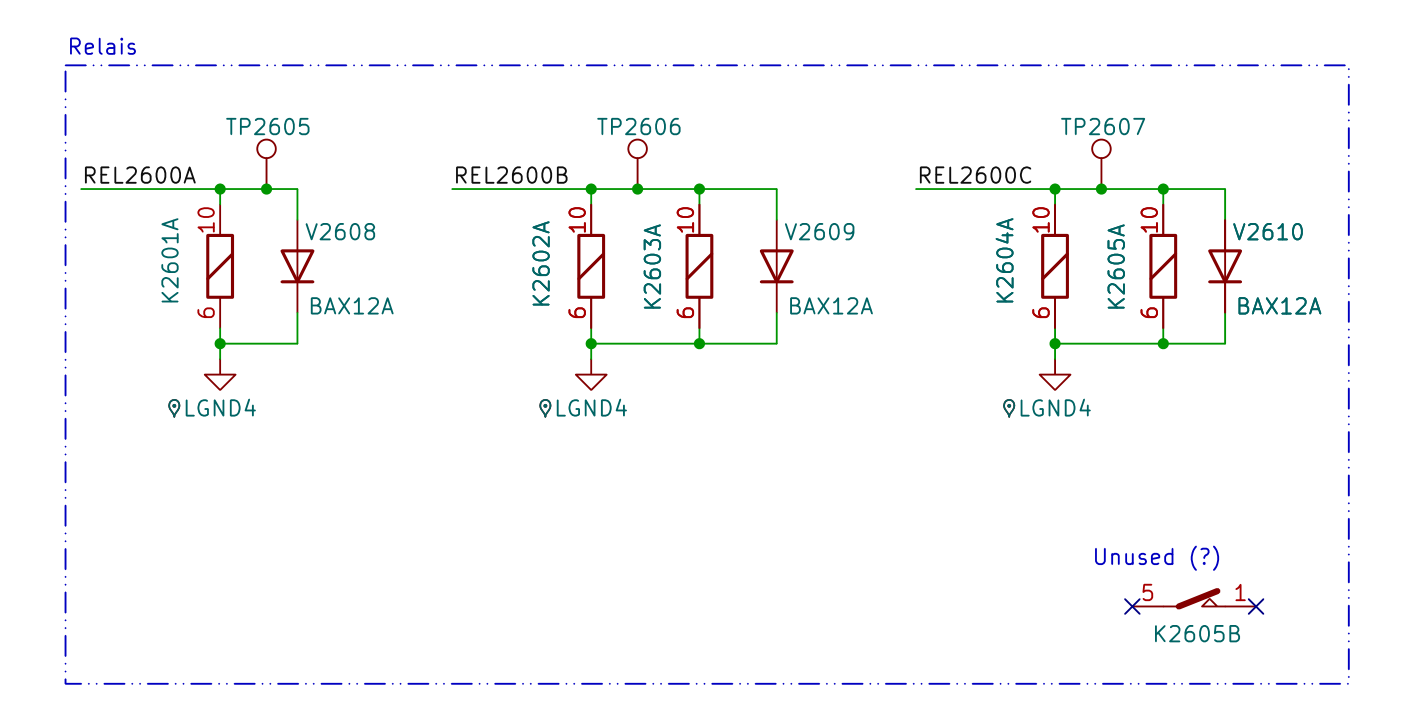 Relais
TP2605
TP2606
TP2607
REL2600A
REL2600B
REL2600C
K2601A
10
6
V2608
BAX12A
K2602A
10
6
K2603A
10
6
V2609
BAX12A
K2604A
10
6
K2605A
10
6
V2610
BAX12A
LGND4
LGND4
LGND4
Unused (?)
5
1
K2605B